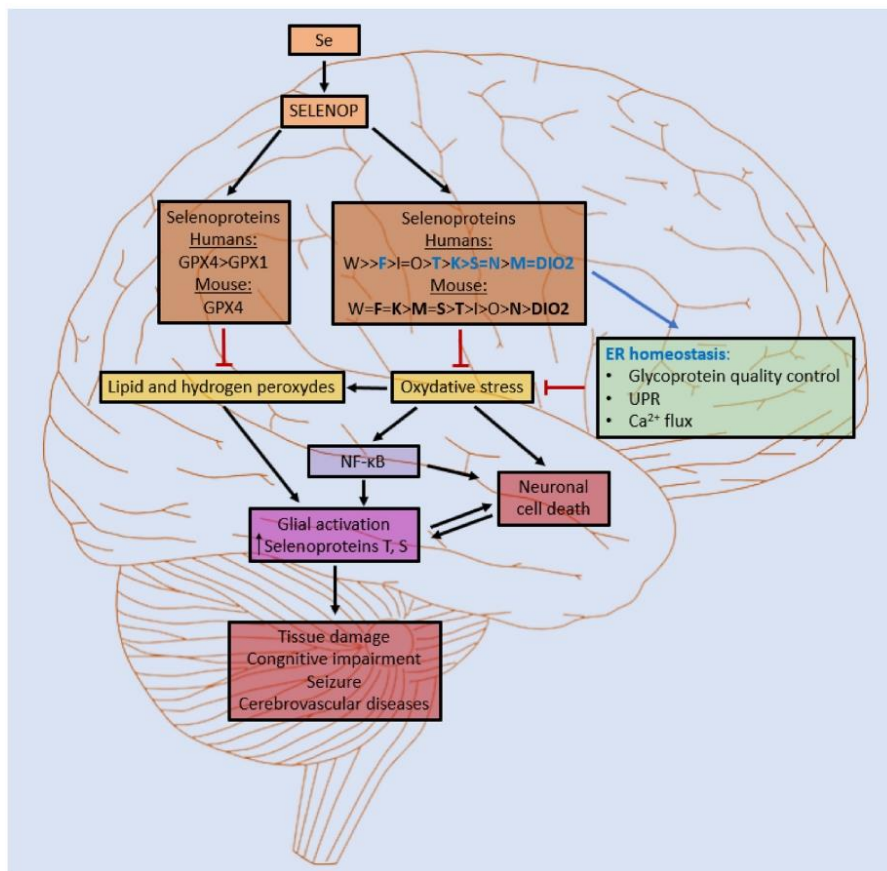 Se
SELENOP
Selenoproteins
Humans:
GPX4>GPX1
Mouse:
GPX4
Selenoproteins
Humans:
W>>F>I=O>T>K>S=N>M=DIO2
Mouse:
W=F=K>M=S>T>I>O>N>DIO2
ER homeostasis:
• Glycoprotein quality control
• UPR
• Ca²⁺ flux
Lipid and hydrogen peroxydes
Oxydative stress
NF-κB
Neuronal
cell death
Glial activation
↑Selenoproteins T, S
Tissue damage
Congnitive impairment
Seizure
Cerebrovascular diseases